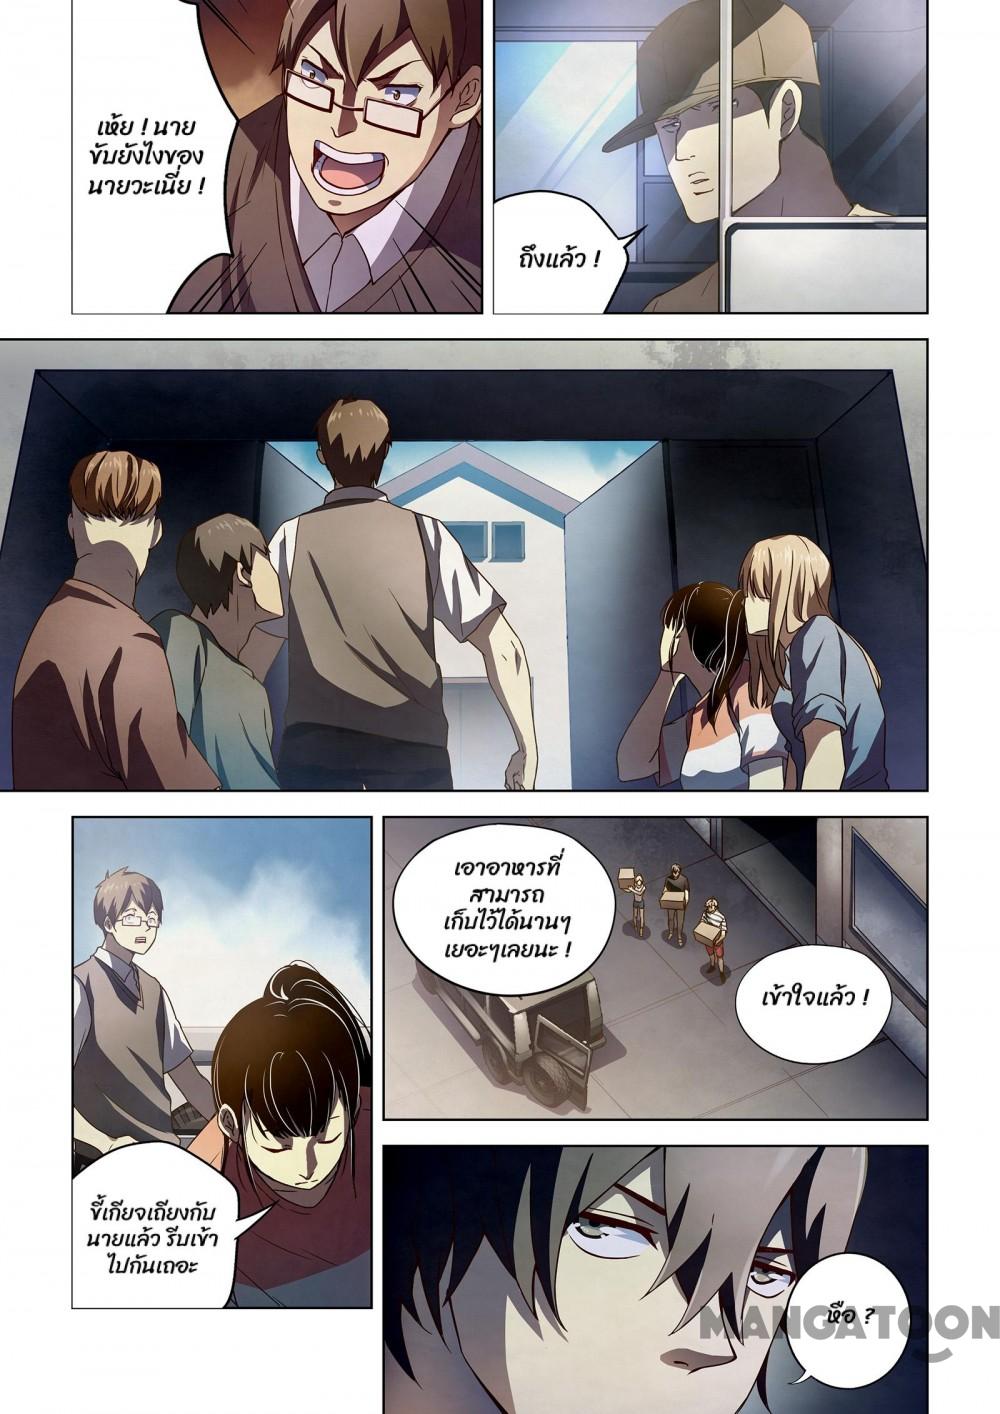 เห้ย ! นาย
ขับยังไงของ
นายวะเนี่ย !
ถึงแล้ว !
เอาอาหารที่
สามารถ
เก็บไว้ได้นานๆ
เยอะๆเลยนะ !
เข้าใจแล้ว !
ขี้เกียจเถียงกับ
นายแล้ว รีบเข้า
ไปกันเถอะ
หือ ?
MANGATOON